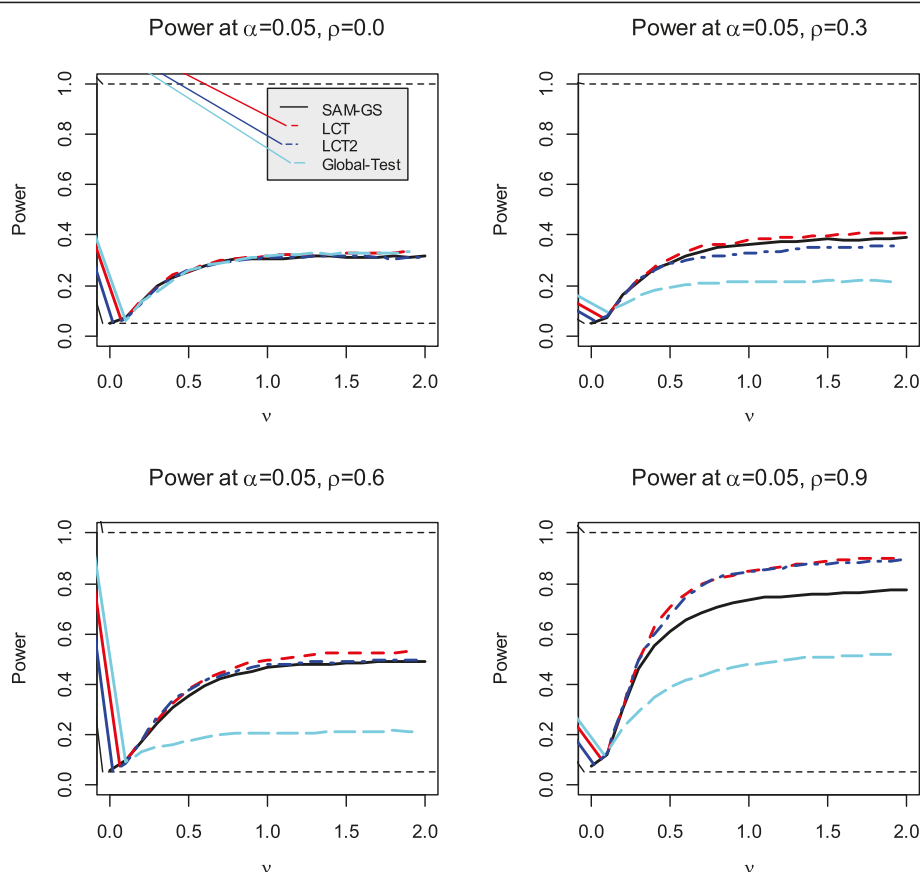 Power at α=0.05, ρ=0.0
Power
1.0
0.8
0.6
0.4
0.2
0.0
SAM-GS
LCT
LCT2
Global-Test
0.0 0.5 1.0 1.5 2.0
ν
Power at α=0.05, ρ=0.3
Power
1.0
0.8
0.6
0.4
0.2
0.0
0.0 0.5 1.0 1.5 2.0
ν
Power at α=0.05, ρ=0.6
Power
1.0
0.8
0.6
0.4
0.2
0.0
0.0 0.5 1.0 1.5 2.0
ν
Power at α=0.05, ρ=0.9
Power
1.0
0.8
0.6
0.4
0.2
0.0
0.0 0.5 1.0 1.5 2.0
ν